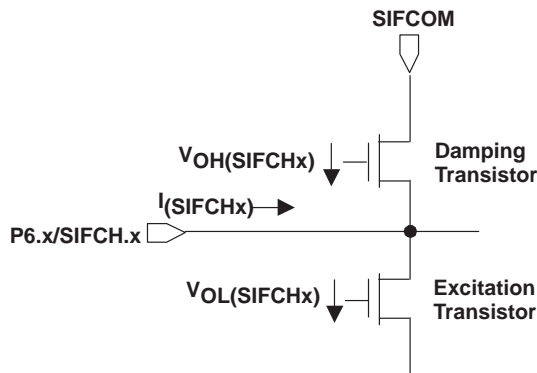 SIFCOM
VOH(SIFCHx)
Damping
Transistor
I(SIFCHx)
P6.x/SIFCH.x
VOL(SIFCHx)
Excitation
Transistor